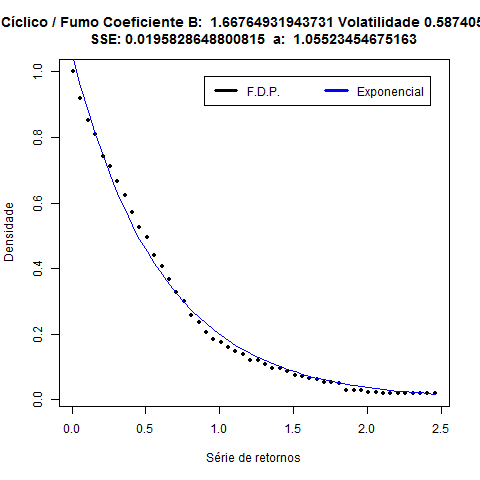 Cíclico / Fumo Coeficiente B: 1.66764931943731 Volatilidade 0.587405
SSE: 0.0195828648800815 a: 1.05523454675163
F.D.P. Exponencial
Densidade
1.0
0.8
0.6
0.4
0.2
0.0
0.0 0.5 1.0 1.5 2.0 2.5
Série de retornos